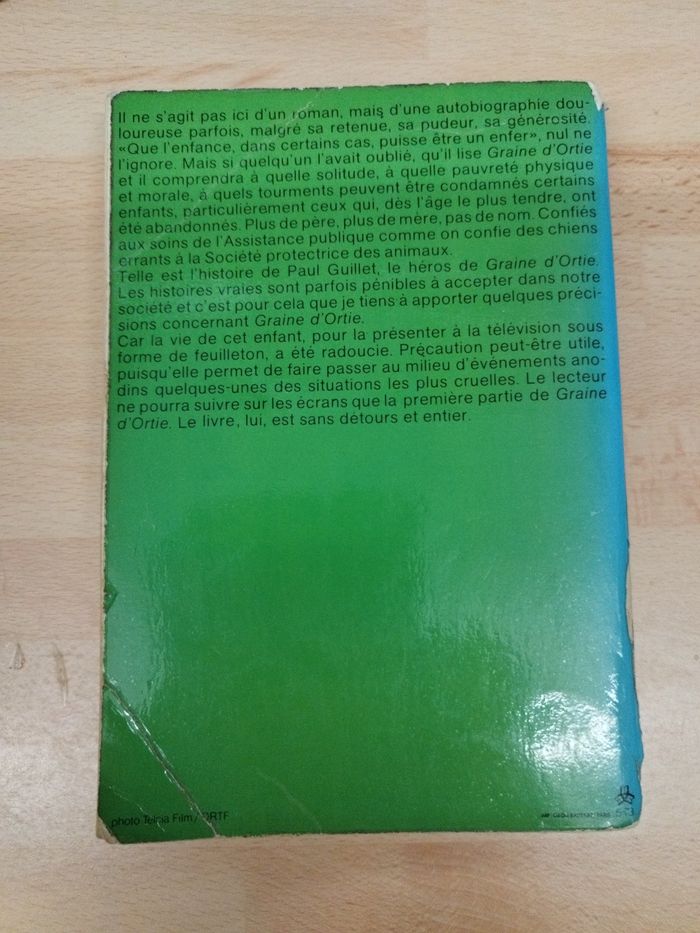 Il ne s'agit pas ici d'un roman, mais d'une autobiographie dou-
loureuse parfois, malgré sa retenue, sa pudeur, sa générosité.
«Que l'enfance, dans certains cas, puisse être un enfer», nul ne
l'ignore. Mais si quelqu'un l'avait oublié, qu'il lise Graine d'Ortie
et il comprendra à quelle solitude, à quelle pauvreté physique
et morale, à quels tourments peuvent être condamnés certains
enfants, particulièrement ceux qui, dès l'âge le plus tendre, ont
été abandonnés. Plus de père, plus de mère, pas de nom. Confiés
aux soins de l'Assistance publique comme on confie des chiens
errants à la Société protectrice des animaux.
Telle est l'histoire de Paul Guillet, le héros de Graine d'Ortie.
Les histoires vraies sont parfois pénibles à accepter dans notre
société et c'est pour cela que je tiens à apporter quelques préci-
sions concernant Graine d'Ortie.
Car la vie de cet enfant, pour la présenter à la télévision sous
forme de feuilleton, a été radoucie. Précaution peut-être utile,
puisqu'elle permet de faire passer au milieu d'événements ano-
dins quelques-unes des situations les plus cruelles. Le lecteur
ne pourra suivre sur les écrans que la première partie de Graine
d'Ortie. Le livre, lui, est sans détours et entier.
photo Telcia Film / ORTF